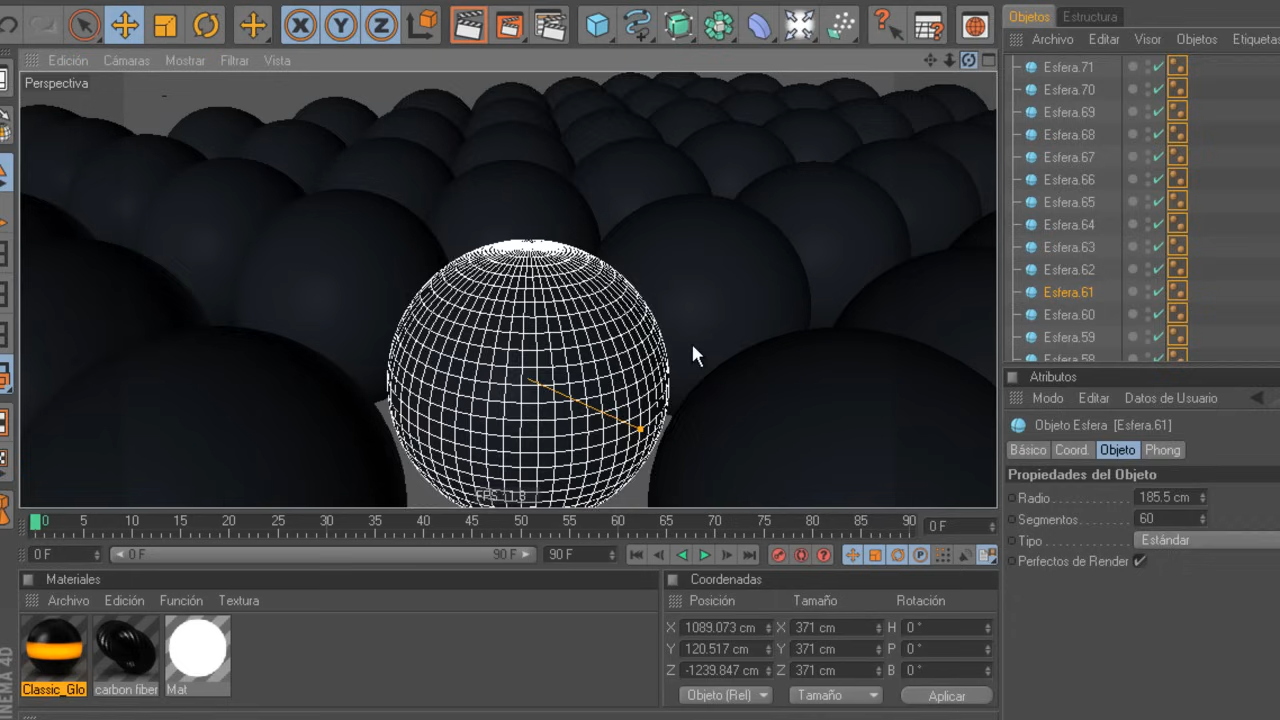 X Y Z
Objetos Estructura
Archivo Editar Visor Objetos Etiquetas
Edición Cámaras Mostrar Filtrar Vista
Perspectiva
Esfera.71
Esfera.70
Esfera.69
Esfera.68
Esfera.67
Esfera.66
Esfera.65
Esfera.64
Esfera.63
Esfera.62
Esfera.61
Esfera.60
Esfera.59
Esfera.58
Atributos
Modo Editar Datos de Usuario
Objeto Esfera [Esfera.61]
Básico Coord. Objeto Phong
Propiedades del Objeto
Radio 185.5 cm
Segmentos 60
Tipo Estándar
Perfectos de Render
0 5 10 15 20 25 30 35 40 45 50 55 60 65 70 75 80 85 90 0 F
0 F 0 F 90 F 90 F
Materiales
Archivo Edición Función Textura
Classic_Glo carbon fiber Mat
Coordenadas
Posición Tamaño Rotación
X 1089.073 cm X 371 cm H 0 °
Y 120.517 cm Y 371 cm P 0 °
Z -1239.847 cm Z 371 cm B 0 °
Objeto (Rel) Tamaño Aplicar
INEMA 4D